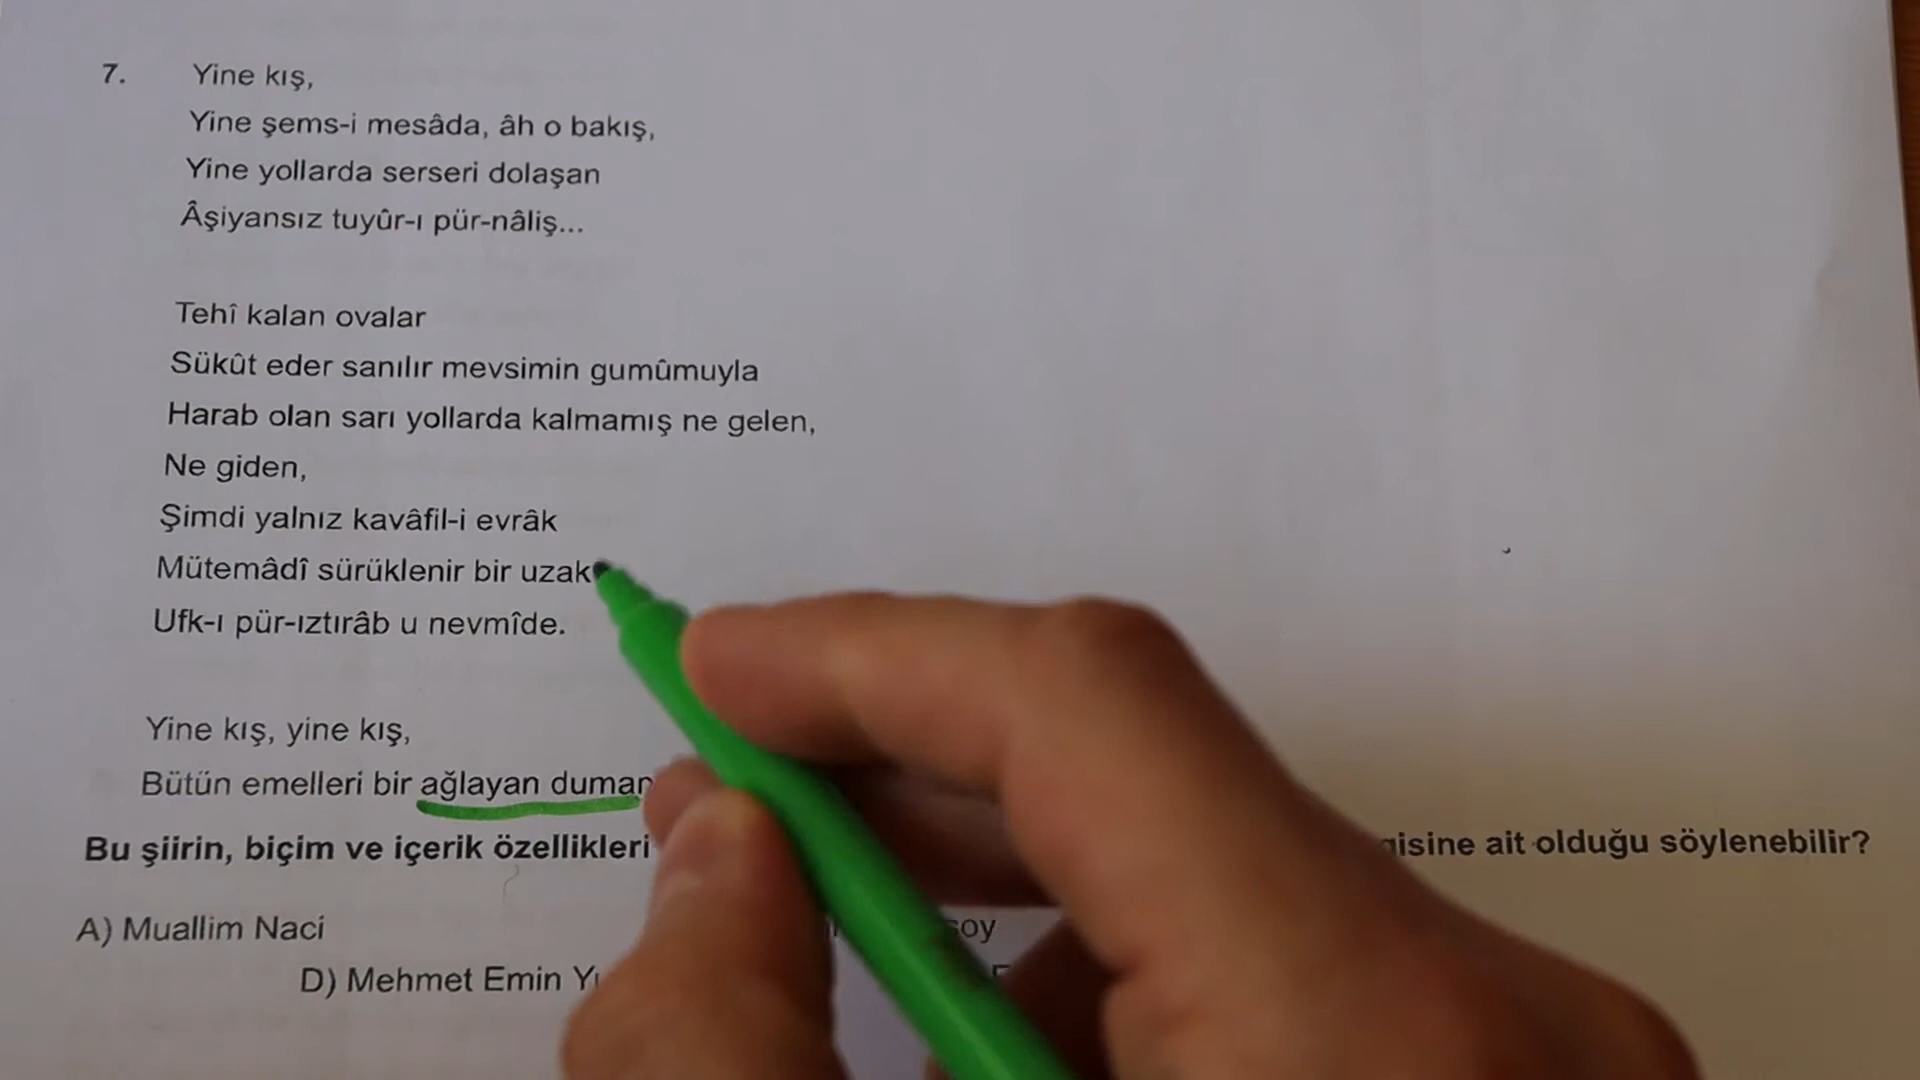 7. Yine kış,
Yine şems-i mesâda, âh o bakış,
Yine yollarda serseri dolaşan
Âşiyansız tuyûr-ı pür-nâliş...
Tehî kalan ovalar
Sükût eder sanılır mevsimin gumûmuyla
Harab olan sarı yollarda kalmamış ne gelen,
Ne giden,
Şimdi yalnız kavâfil-i evrâk
Mütemâdî sürüklenir bir uzak
Ufk-ı pür-ıztırâb u nevmîde.
Yine kış, yine kış,
Bütün emelleri bir ağlayan duman
Bu şiirin, biçim ve içerik özellikleri olduğu söylenebilir? ait
A) Muallim Naci
D) Mehmet Emin